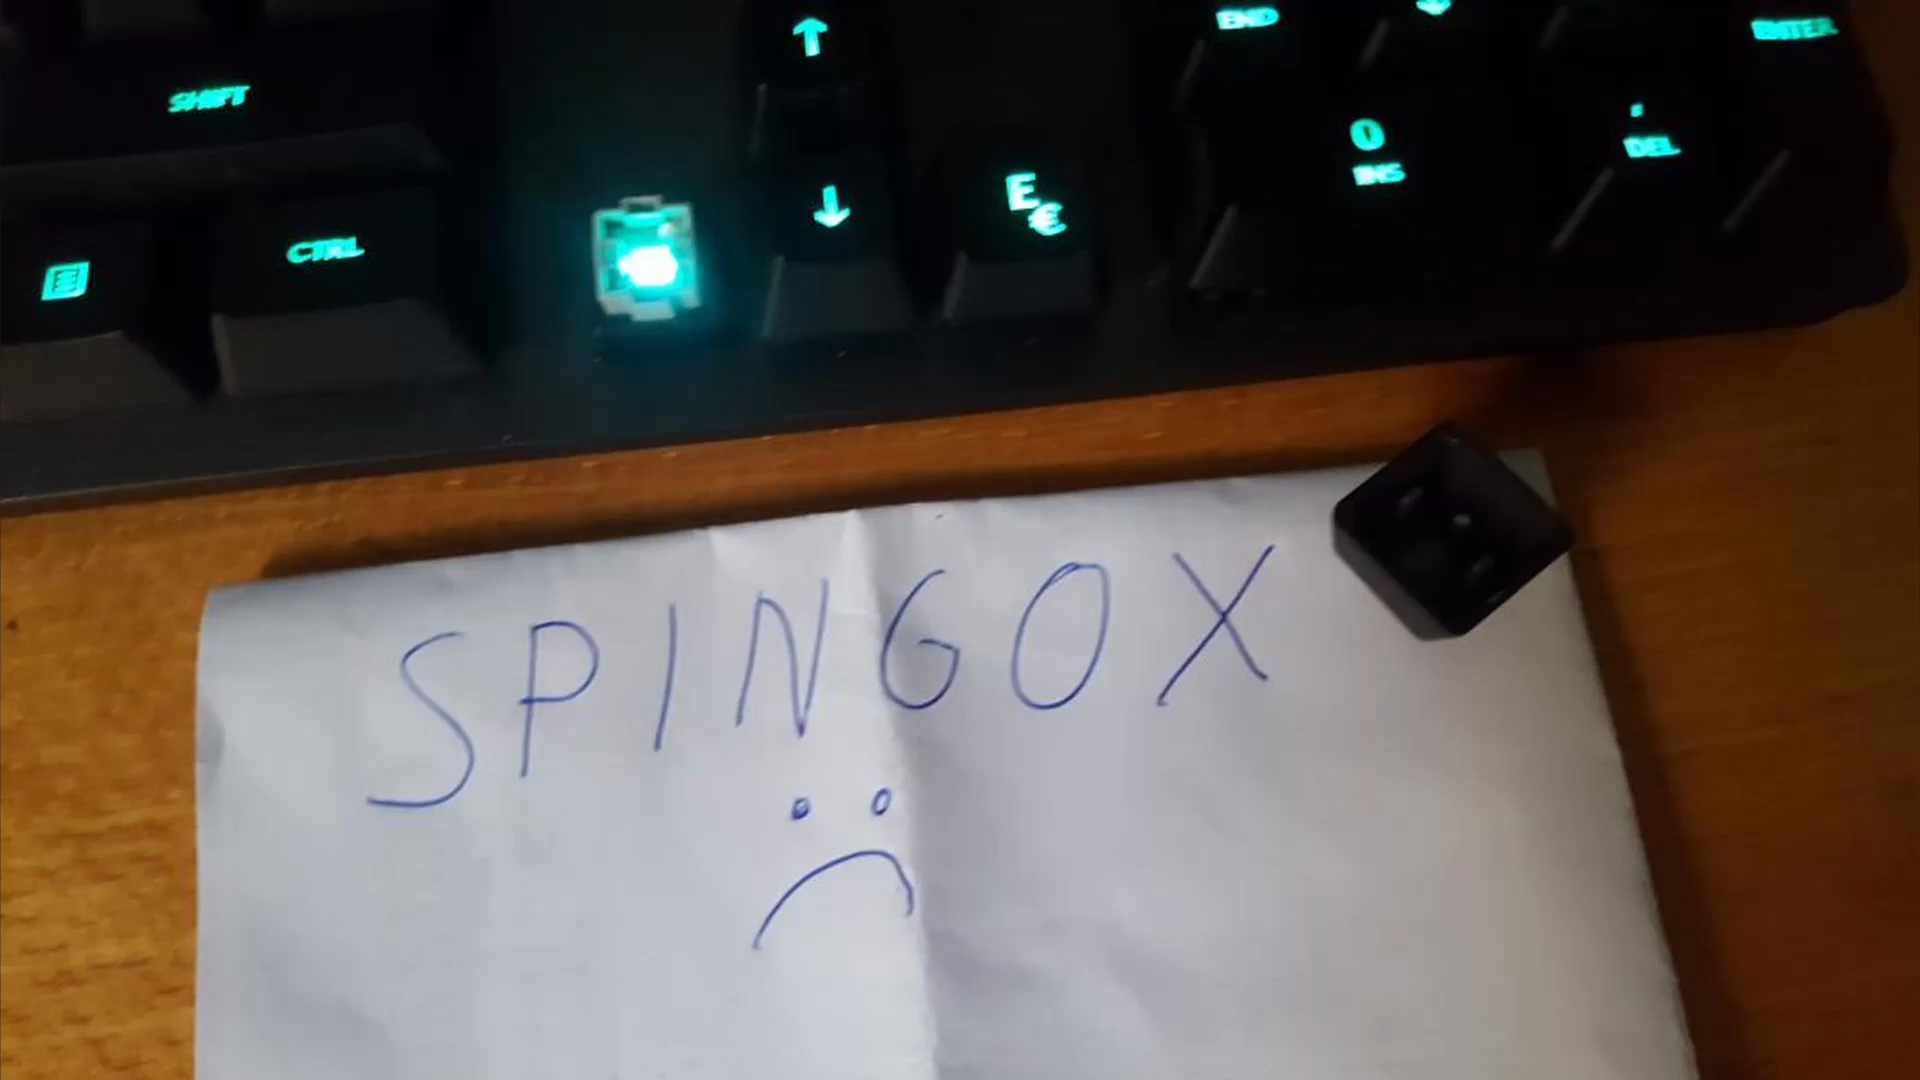 ↑
END
↓
ENTER
SHIFT
0
INS
.
DEL
CTRL
↓
E
€
SPINGOX